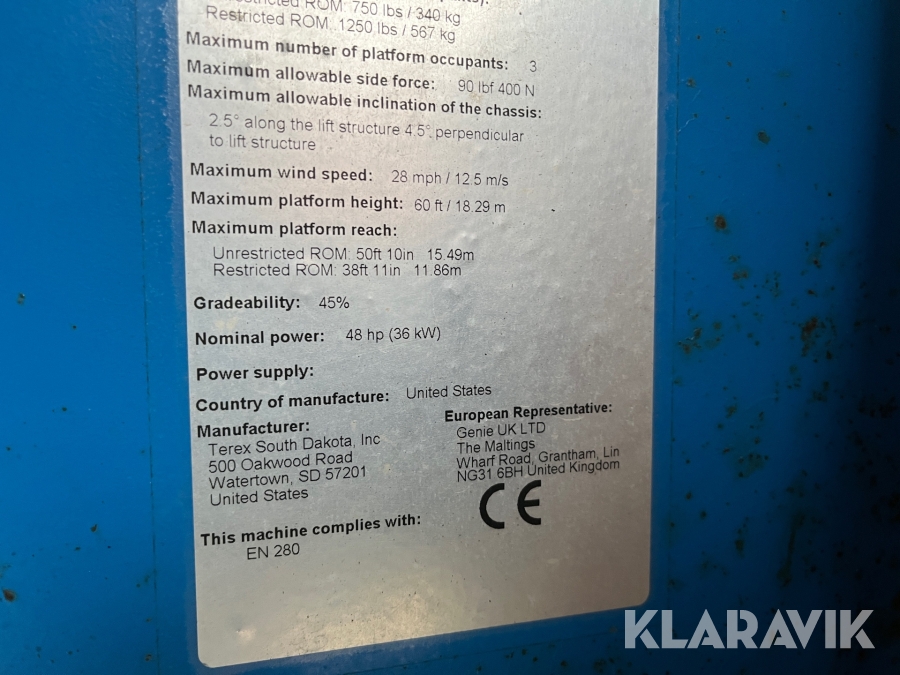 ROM: 750 lbs / 340 kg
Restricted ROM: 1250 lbs / 567 kg
Maximum number of platform occupants: 3
Maximum allowable side force: 90 lbf 400 N
Maximum allowable inclination of the chassis:
2.5° along the lift structure 4.5° perpendicular
to lift structure
Maximum wind speed: 28 mph / 12.5 m/s
Maximum platform height: 60 ft / 18.29 m
Maximum platform reach:
Unrestricted ROM: 50ft 10in 15.49m
Restricted ROM: 38ft 11in 11.86m
Gradeability: 45%
Nominal power: 48 hp (36 kW)
Power supply:
Country of manufacture: United States
Manufacturer:
Terex South Dakota, Inc
500 Oakwood Road
Watertown, SD 57201
United States
European Representative:
Genie UK LTD
The Maltings
Wharf Road, Grantham, Lin
NG31 6BH United Kingdom
CE
This machine complies with:
EN 280
KLARAVIK